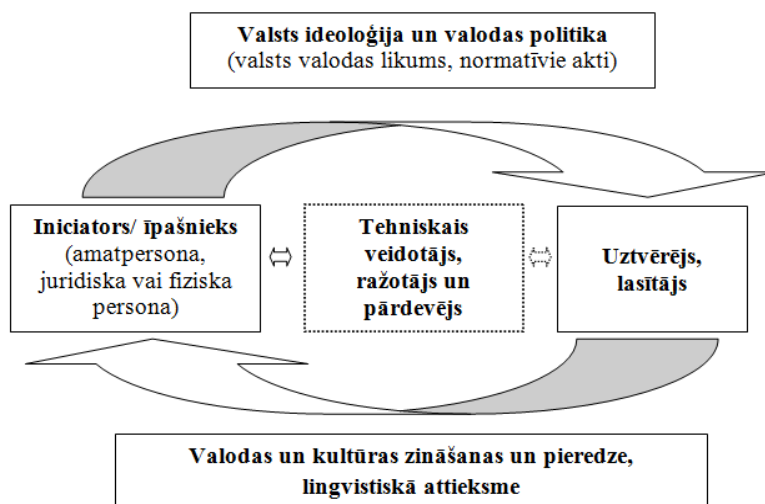 Valsts ideoloģija un valodas politika
(valsts valodas likums, normatīvie akti)
Iniciators/ īpašnieks
(amatpersona,
juridiska vai fiziska
persona)
Tehniskais
veidotājs,
ražotājs un
pārdevējs
Uztvērējs,
lasītājs
Valodas un kultūras zināšanas un pieredze,
lingvistiskā attieksme